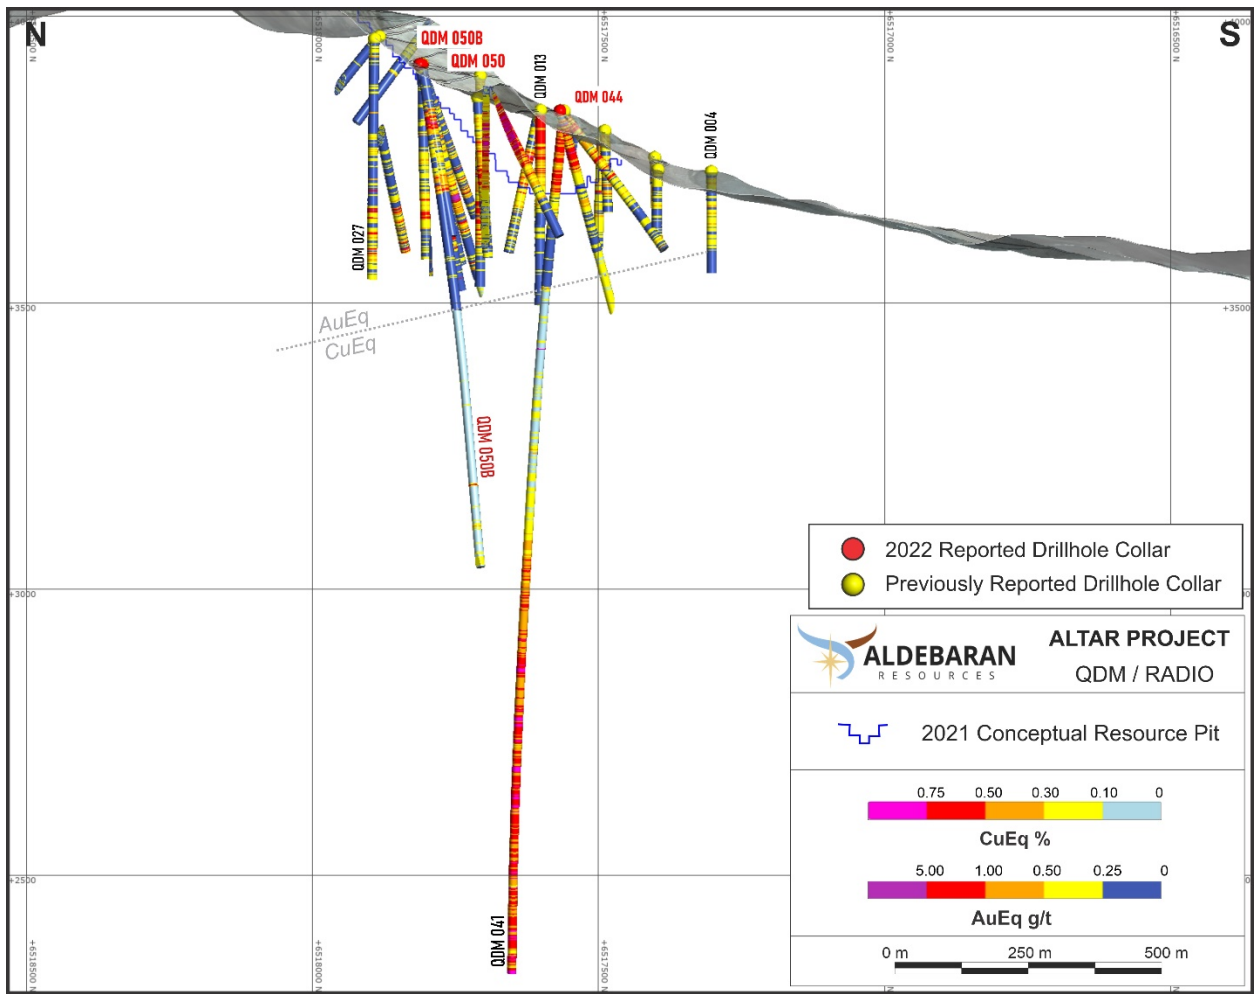 N
S
+4000
+6518500 N
+6518000 N
+6517500 N
+6517000 N
+6516500 N
QDM 050B
QDM 050
QDM 013
QDM 044
QDM 004
QDM 027
+3500
+3500
AuEq
CuEq
QDM 050B
2022 Reported Drillhole Collar
Previously Reported Drillhole Collar
+3000
ALDEBARAN
RESOURCES
ALTAR PROJECT
QDM / RADIO
2021 Conceptual Resource Pit
0.75 0.50 0.30 0.10 0
CuEq %
5.00 1.00 0.50 0.25 0
AuEq g/t
0 m 250 m 500 m
+2500
QDM 041
+6518500 N
+6518000 N
+6517500 N